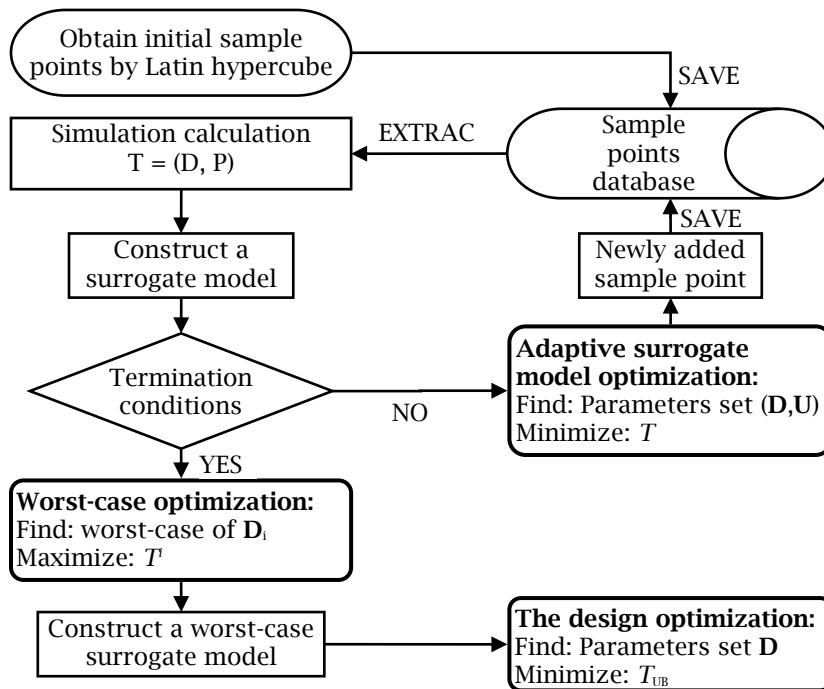 Obtain initial sample
points by Latin hypercube
SAVE
Simulation calculation
T = (D, P)
EXTRAC
Sample
points
database
SAVE
Construct a
surrogate model
Newly added
sample point
Termination
conditions
NO
Adaptive surrogate
model optimization:
Find: Parameters set (D,U)
Minimize: T
YES
Worst-case optimization:
Find: worst-case of Dᵢ
Maximize: Tⁱ
Construct a worst-case
surrogate model
The design optimization:
Find: Parameters set D
Minimize: T_UB